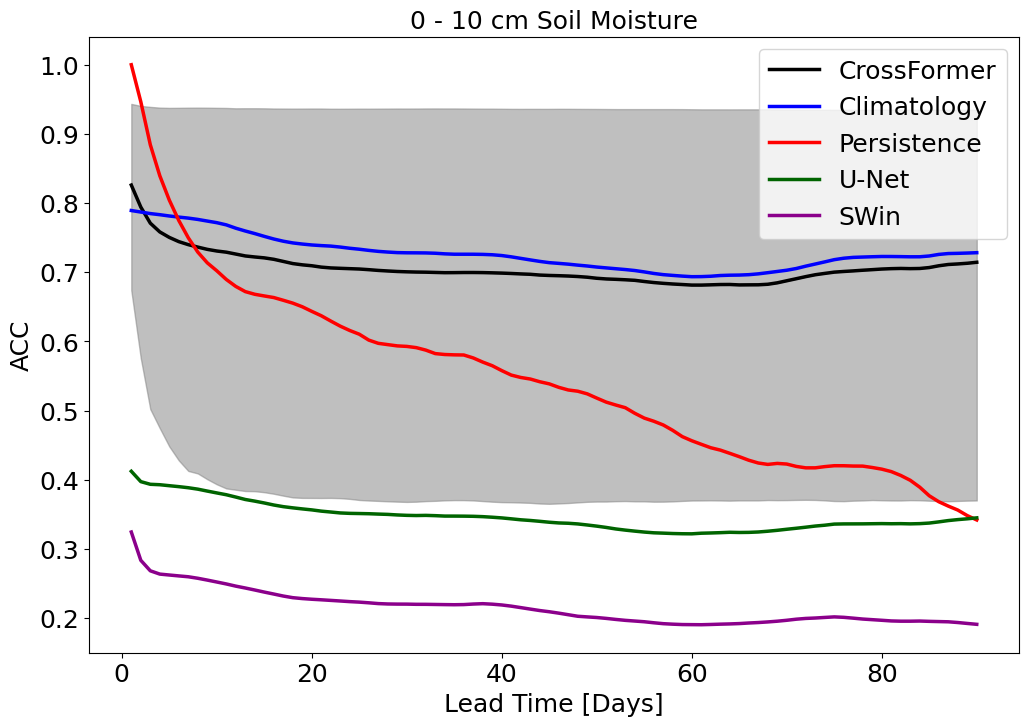 0 - 10 cm Soil Moisture
ACC
1.0
0.9
0.8
0.7
0.6
0.5
0.4
0.3
0.2
CrossFormer
Climatology
Persistence
U-Net
SWin
0 20 40 60 80
Lead Time [Days]